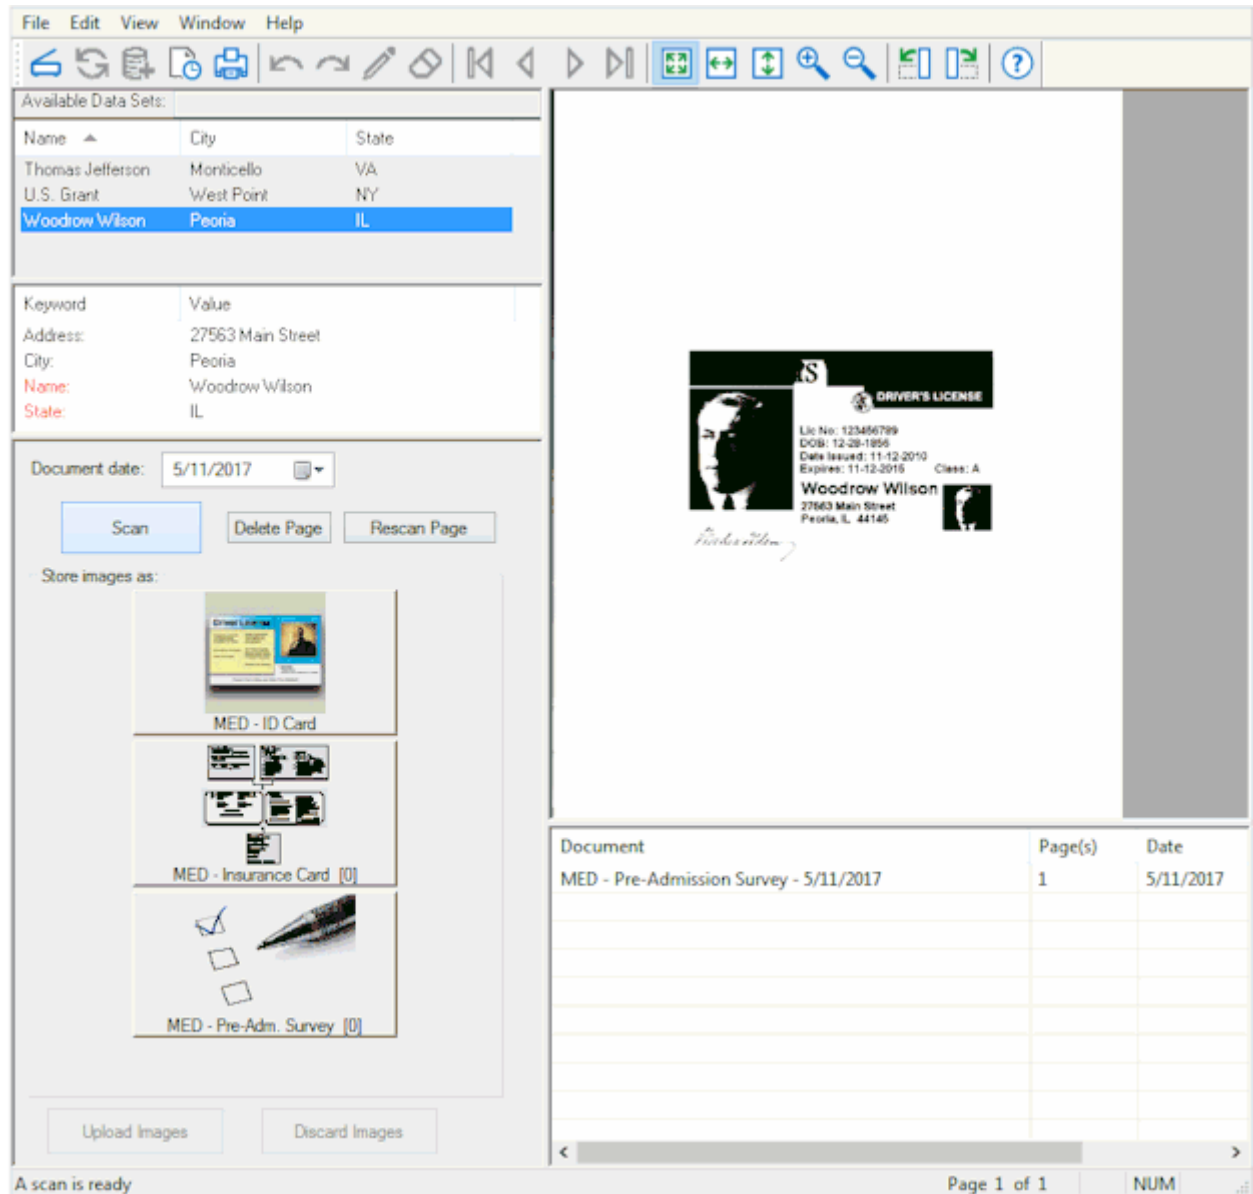 File Edit View Window Help
Available Data Sets:
Name City State
Thomas Jefferson Monticello VA
U.S. Grant West Point NY
Woodrow Wilson Peoria IL
Keyword Value
Address: 27563 Main Street
City: Peoria
Name: Woodrow Wilson
State: IL
Document date: 5/11/2017
Scan Delete Page Rescan Page
Store images as:
MED - ID Card
MED - Insurance Card [0]
MED - Pre-Adm. Survey [0]
Upload Images Discard Images
A scan is ready
DRIVER'S LICENSE
Lic No: 123456789
DOB: 12-28-1856
Date Issued: 11-12-2010
Expires: 11-12-2015 Class: A
Woodrow Wilson
27563 Main Street
Peoria, IL 44145
Document Page(s) Date
MED - Pre-Admission Survey - 5/11/2017 1 5/11/2017
Page 1 of 1 NUM